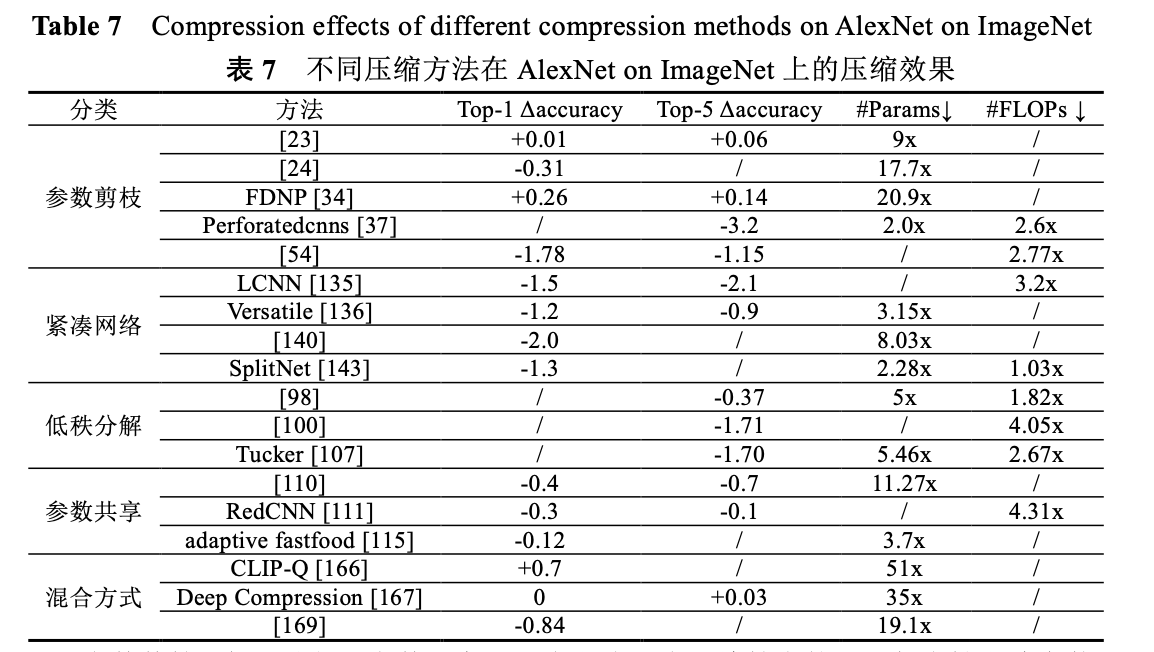 Table 7 Compression effects of different compression methods on AlexNet on ImageNet
表 7 不同压缩方法在 AlexNet on ImageNet 上的压缩效果
分类 方法 Top-1 Δaccuracy Top-5 Δaccuracy #Params↓ #FLOPs ↓
参数剪枝
[23] +0.01 +0.06 9x /
[24] -0.31 / 17.7x /
FDNP [34] +0.26 +0.14 20.9x /
Perforatedcnns [37] / -3.2 2.0x 2.6x
[54] -1.78 -1.15 / 2.77x
紧凑网络
LCNN [135] -1.5 -2.1 / 3.2x
Versatile [136] -1.2 -0.9 3.15x /
[140] -2.0 / 8.03x /
SplitNet [143] -1.3 / 2.28x 1.03x
低秩分解
[98] / -0.37 5x 1.82x
[100] / -1.71 / 4.05x
Tucker [107] / -1.70 5.46x 2.67x
参数共享
[110] -0.4 -0.7 11.27x /
RedCNN [111] -0.3 -0.1 / 4.31x
adaptive fastfood [115] -0.12 / 3.7x /
混合方式
CLIP-Q [166] +0.7 / 51x /
Deep Compression [167] 0 +0.03 35x /
[169] -0.84 / 19.1x /